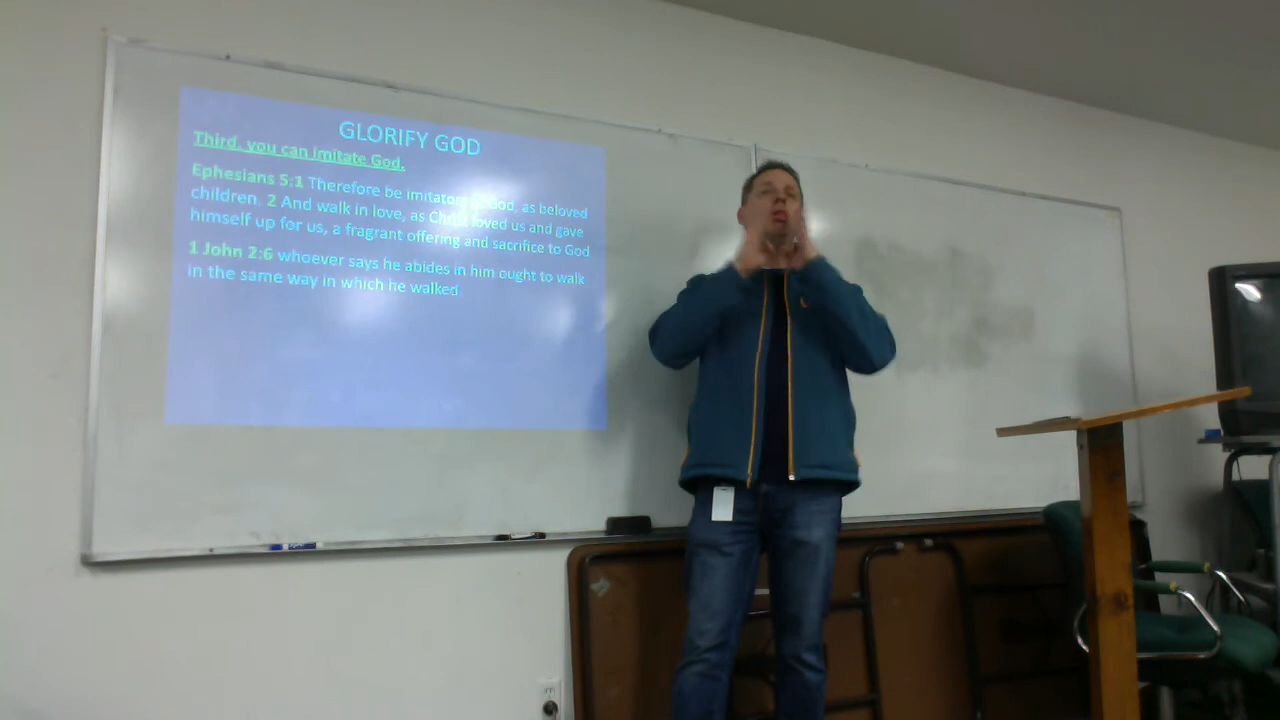 GLORIFY GOD
Third, you can imitate God.
Ephesians 5:1 Therefore be imitators God, as beloved
children. 2 And walk in love, as Christ loved us and gave
himself up for us, a fragrant offering and sacrifice to God
1 John 2:6 whoever says he abides in him ought to walk
in the same way in which he walked